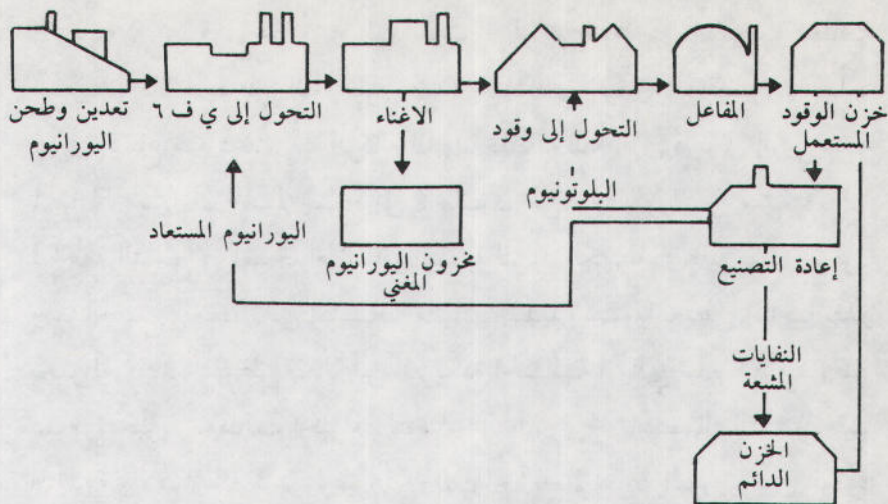 تعدين وطحن
اليورانيوم
التحول إلى ي ف ٦
الاغناء
التحول إلى وقود
المفاعل
خزن الوقود
المستعمل
البلوتونيوم
اليورانيوم المستعاد
مخزون اليورانيوم
المغني
إعادة التصنيع
النفايات
المشعة
الخزن
الدائم